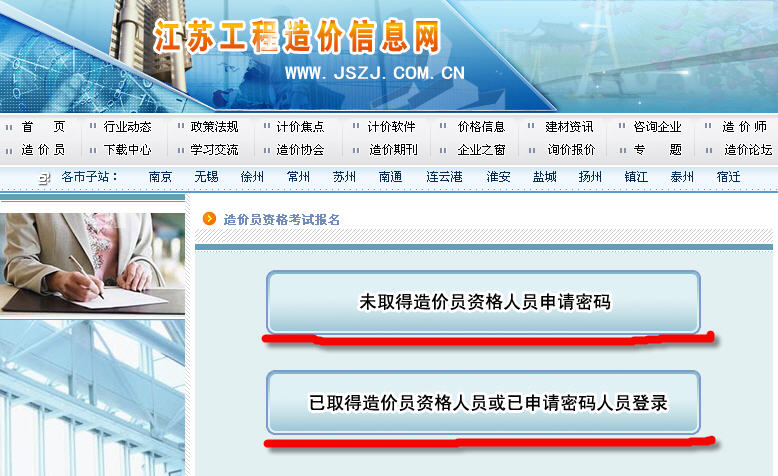 江苏工程造价信息网
WWW.JSZJ.COM.CN
首 页 行业动态 政策法规 计价焦点 计价软件 价格信息 建材资讯 咨询企业 造 价 师
造 价 员 下载中心 学习交流 造价协会 造价期刊 企业之窗 询价报价 专 题 造价论坛
各市子站： 南京 无锡 徐州 常州 苏州 南通 连云港 淮安 盐城 扬州 镇江 泰州 宿迁
造价员资格考试报名
未取得造价员资格人员申请密码
已取得造价员资格人员或已申请密码人员登录